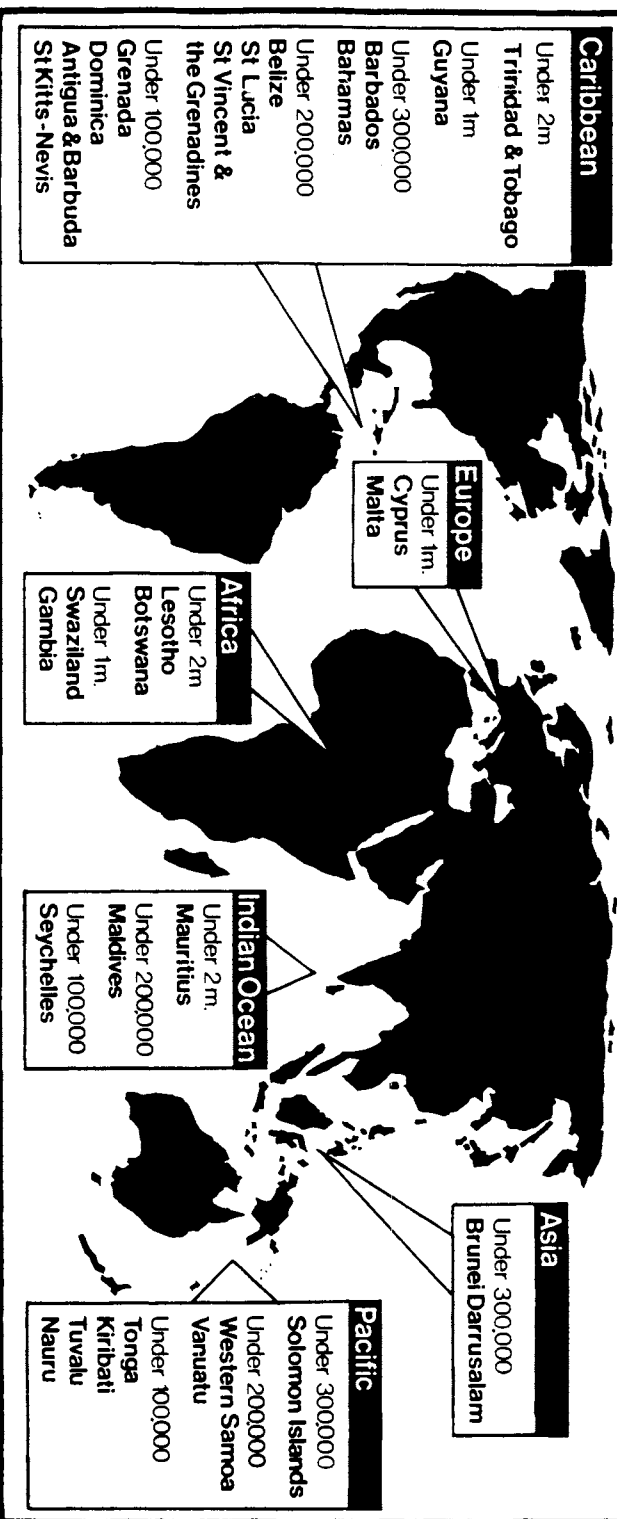 Caribbean
Under 2m
Trinidad & Tobago
Under 1m
Guyana
Under 300,000
Barbados
Bahamas
Under 200,000
Belize
St Lucia
St Vincent &
the Grenadines
Under 100,000
Grenada
Dominica
Antigua & Barbuda
St Kitts-Nevis
Europe
Under 1m.
Cyprus
Malta
Africa
Under 2m
Lesotho
Botswana
Under 1m.
Swaziland
Gambia
Indian Ocean
Under 2m.
Mauritius
Under 200,000
Maldives
Under 100,000
Seychelles
Asia
Under 300,000
Brunei Darrusalam
Pacific
Under 300,000
Solomon Islands
Under 200,000
Western Samoa
Vanuatu
Under 100,000
Tonga
Kiribati
Tuvalu
Nauru